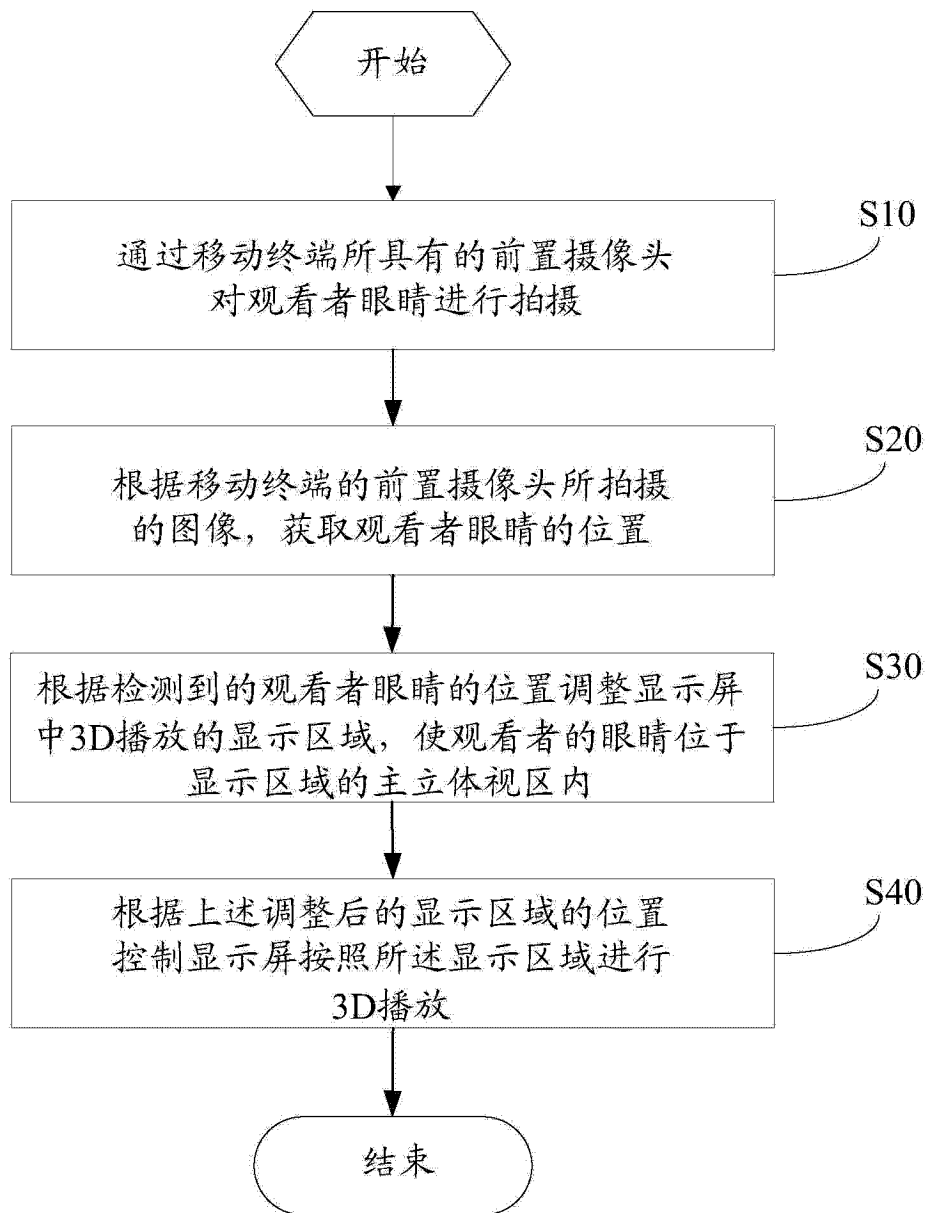 开始
S10
通过移动终端所具有的前置摄像头
对观看者眼睛进行拍摄
S20
根据移动终端的前置摄像头所拍摄
的图像，获取观看者眼睛的位置
S30
根据检测到的观看者眼睛的位置调整显示屏
中3D播放的显示区域，使观看者的眼睛位于
显示区域的主立体视区内
S40
根据上述调整后的显示区域的位置
控制显示屏按照所述显示区域进行
3D播放
结束